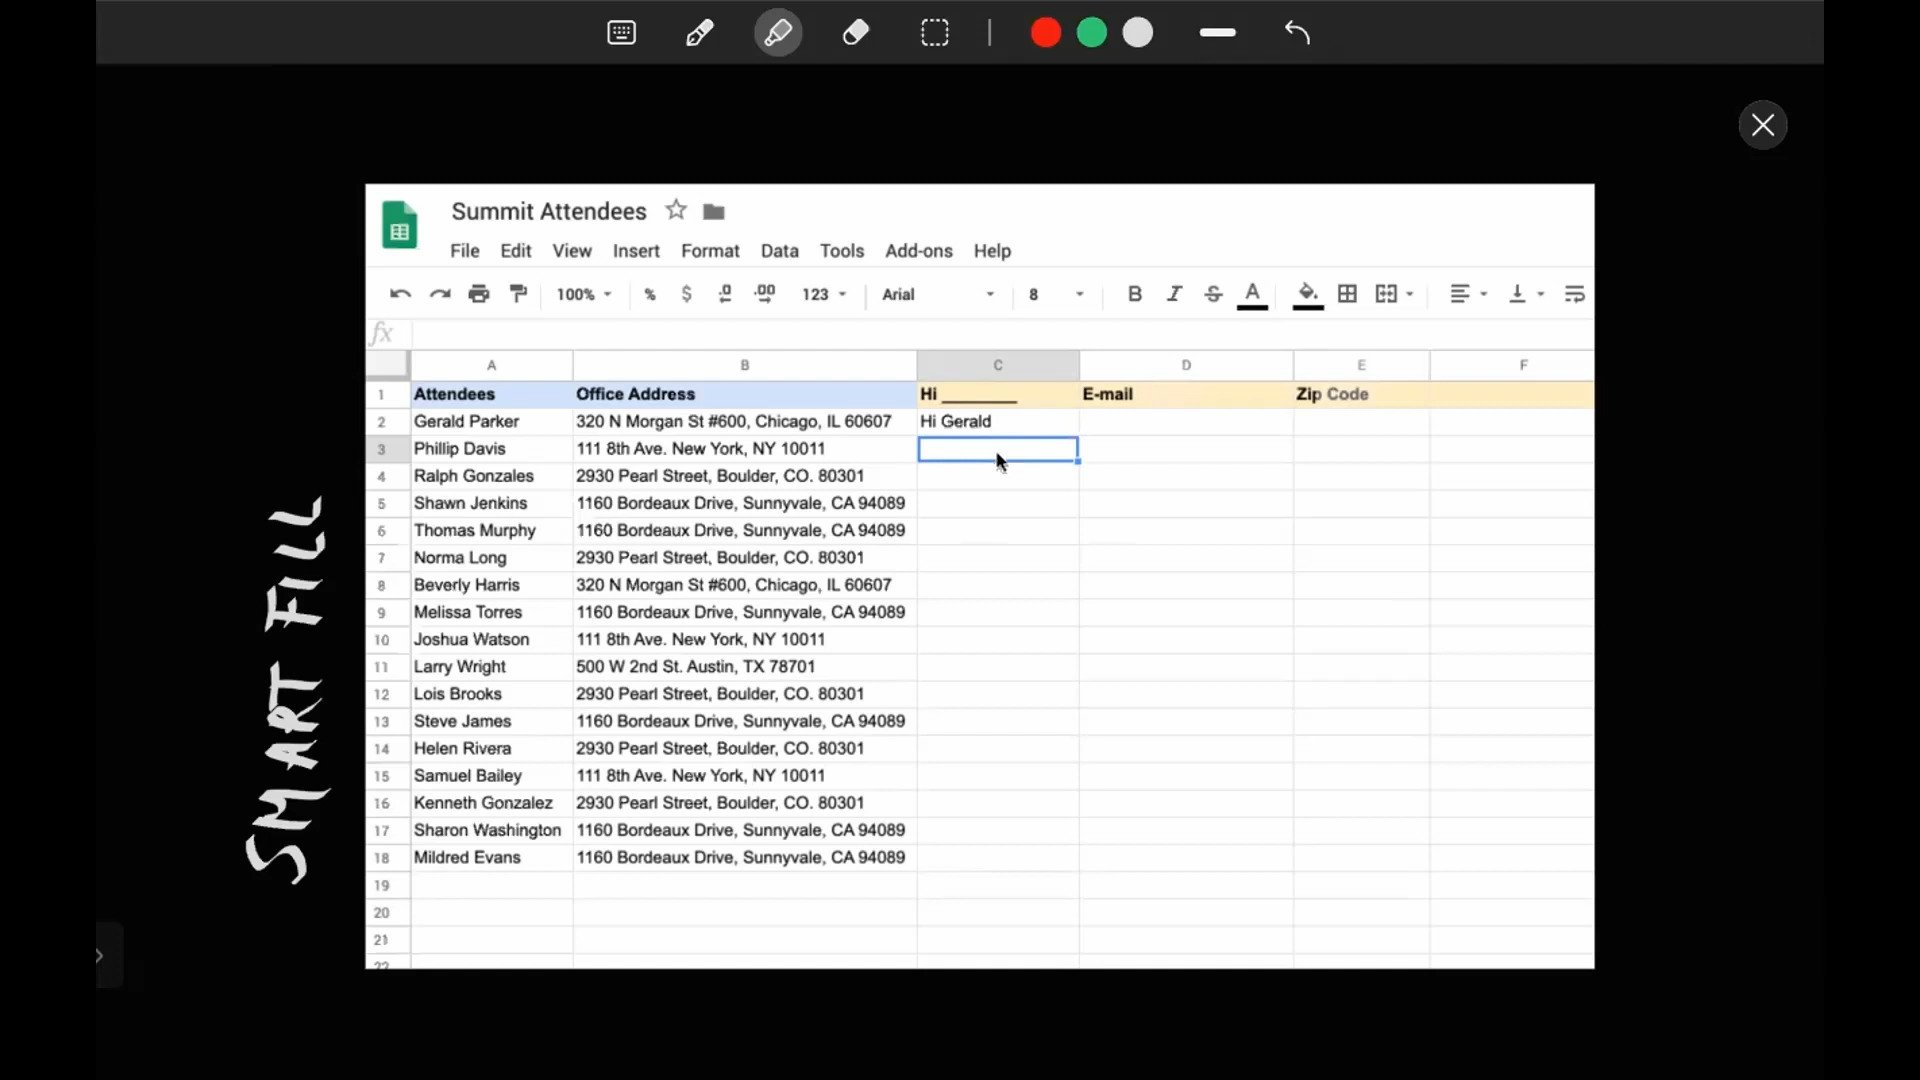 Summit Attendees
File Edit View Insert Format Data Tools Add-ons Help
100% % $ .0 .00 123 Arial 8 B I S A
fx
A B C D E F
1 Attendees Office Address Hi ________ E-mail Zip Code
2 Gerald Parker 320 N Morgan St #600, Chicago, IL 60607 Hi Gerald
3 Phillip Davis 111 8th Ave. New York, NY 10011
4 Ralph Gonzales 2930 Pearl Street, Boulder, CO. 80301
5 Shawn Jenkins 1160 Bordeaux Drive, Sunnyvale, CA 94089
6 Thomas Murphy 1160 Bordeaux Drive, Sunnyvale, CA 94089
7 Norma Long 2930 Pearl Street, Boulder, CO. 80301
8 Beverly Harris 320 N Morgan St #600, Chicago, IL 60607
9 Melissa Torres 1160 Bordeaux Drive, Sunnyvale, CA 94089
10 Joshua Watson 111 8th Ave. New York, NY 10011
11 Larry Wright 500 W 2nd St. Austin, TX 78701
12 Lois Brooks 2930 Pearl Street, Boulder, CO. 80301
13 Steve James 1160 Bordeaux Drive, Sunnyvale, CA 94089
14 Helen Rivera 2930 Pearl Street, Boulder, CO. 80301
15 Samuel Bailey 111 8th Ave. New York, NY 10011
16 Kenneth Gonzalez 2930 Pearl Street, Boulder, CO. 80301
17 Sharon Washington 1160 Bordeaux Drive, Sunnyvale, CA 94089
18 Mildred Evans 1160 Bordeaux Drive, Sunnyvale, CA 94089
19
20
21
22
SMART FILL